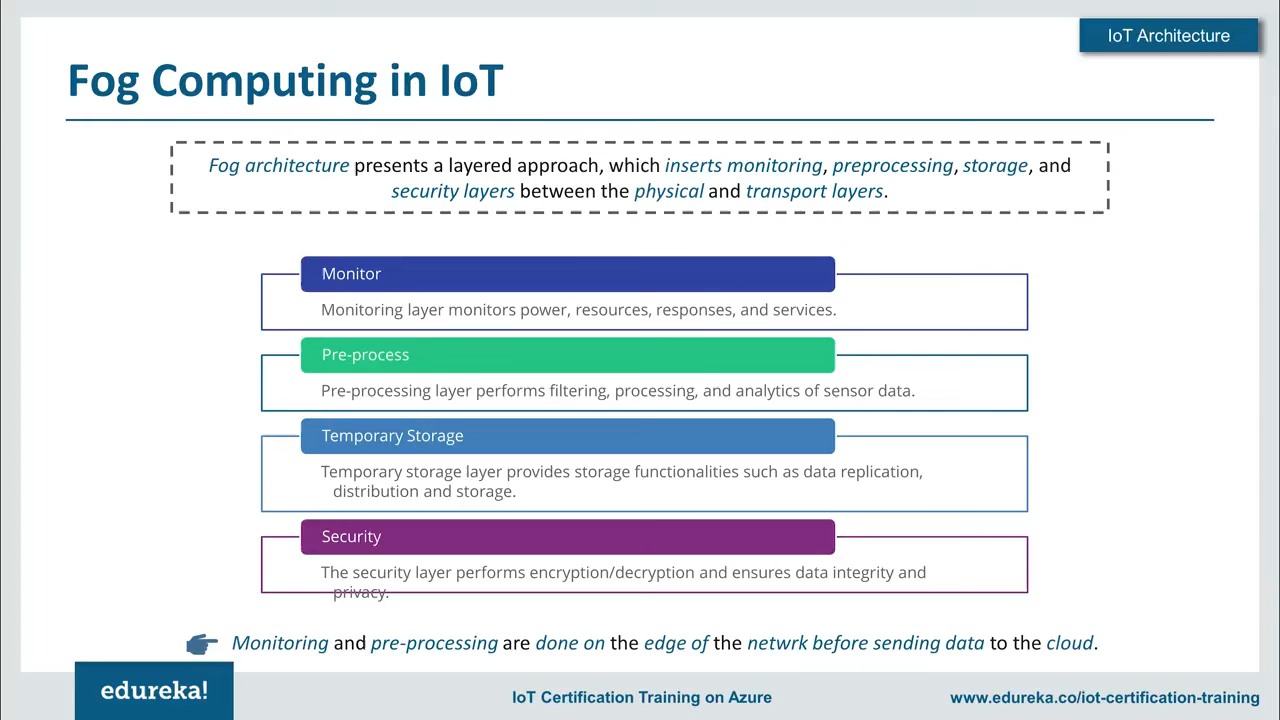 IoT Architecture
Fog Computing in IoT
Fog architecture presents a layered approach, which inserts monitoring, preprocessing, storage, and
security layers between the physical and transport layers.
Monitor
Monitoring layer monitors power, resources, responses, and services.
Pre-process
Pre-processing layer performs filtering, processing, and analytics of sensor data.
Temporary Storage
Temporary storage layer provides storage functionalities such as data replication,
distribution and storage.
Security
The security layer performs encryption/decryption and ensures data integrity and
privacy.
Monitoring and pre-processing are done on the edge of the netwrk before sending data to the cloud.
edureka!
IoT Certification Training on Azure
www.edureka.co/iot-certification-training